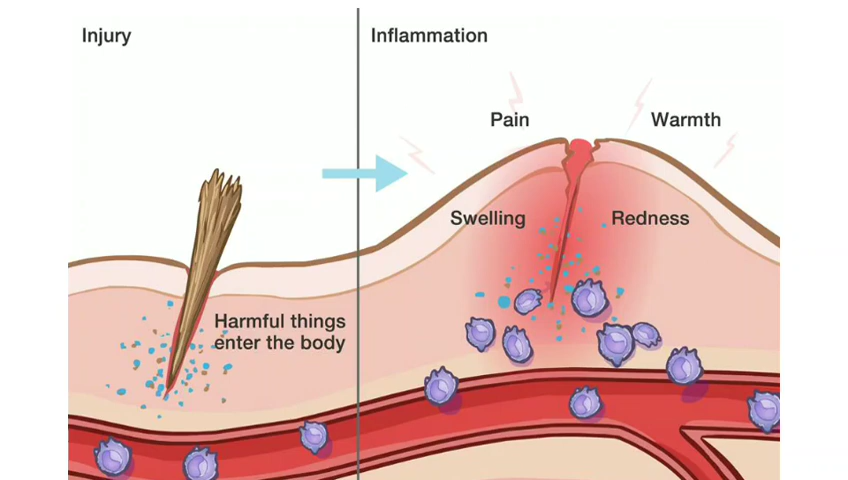 Injury
Harmful things
enter the body
Inflammation
Pain
Warmth
Swelling
Redness